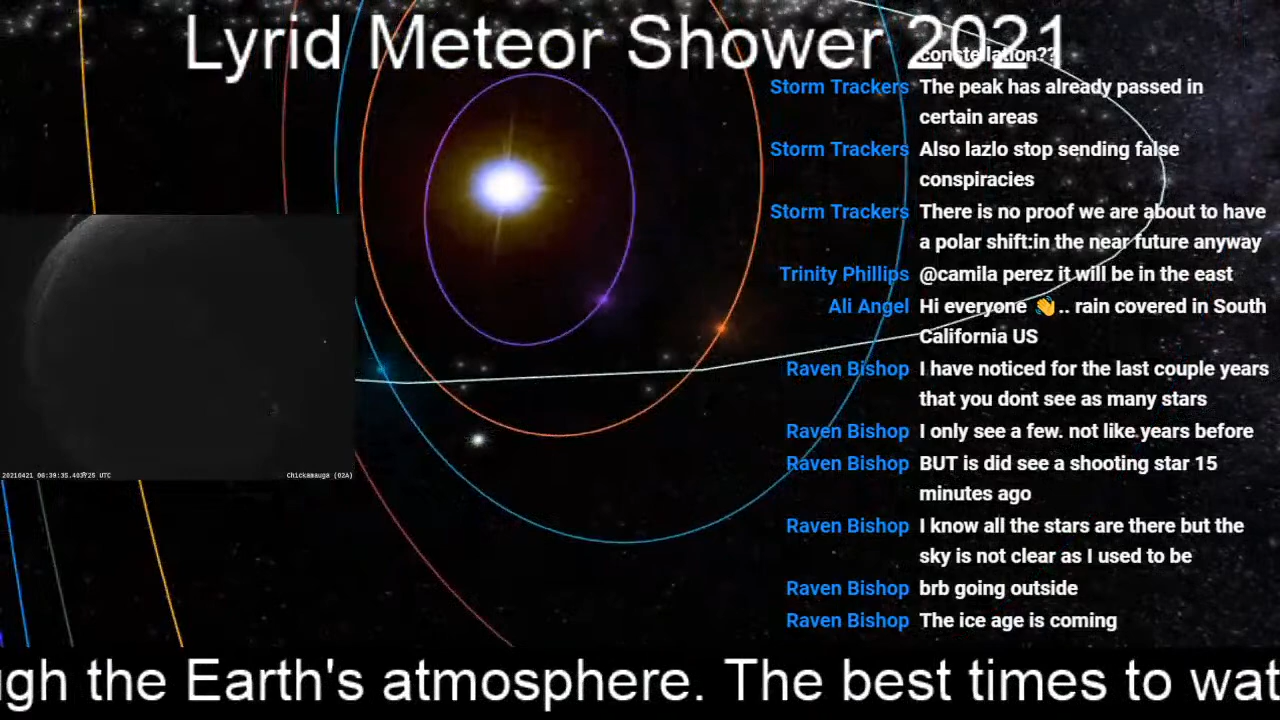 Lyrid Meteor Shower 2021
constellation??
Storm Trackers The peak has already passed in
certain areas
Storm Trackers Also lazlo stop sending false
conspiracies
Storm Trackers There is no proof we are about to have
a polar shift:in the near future anyway
Trinity Phillips @camila perez it will be in the east
Ali Angel Hi everyone 👋.. rain covered in South
California US
Raven Bishop I have noticed for the last couple years
that you dont see as many stars
Raven Bishop I only see a few. not like years before
Raven Bishop BUT is did see a shooting star 15
minutes ago
Raven Bishop I know all the stars are there but the
sky is not clear as I used to be
Raven Bishop brb going outside
Raven Bishop The ice age is coming
Chickamauga (02A)
gh the Earth's atmosphere. The best times to wat